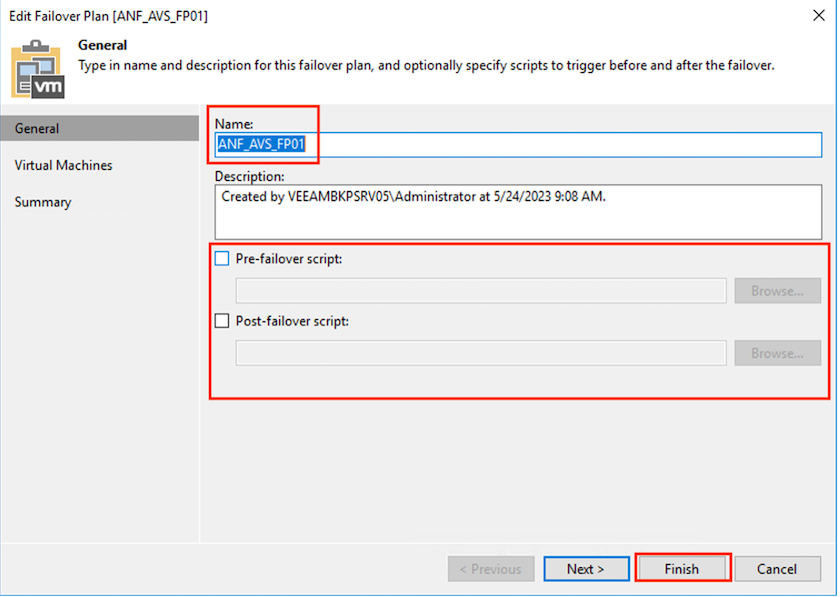 Edit Failover Plan [ANF_AVS_FP01]
General
Type in name and description for this failover plan, and optionally specify scripts to trigger before and after the failover.
vm
General
Virtual Machines
Summary
Name:
ANF_AVS_FP01
Description:
Created by VEEAMBKPSRV05\Administrator at 5/24/2023 9:08 AM.
Pre-failover script:
Browse...
Post-failover script:
Browse...
< Previous
Next >
Finish
Cancel